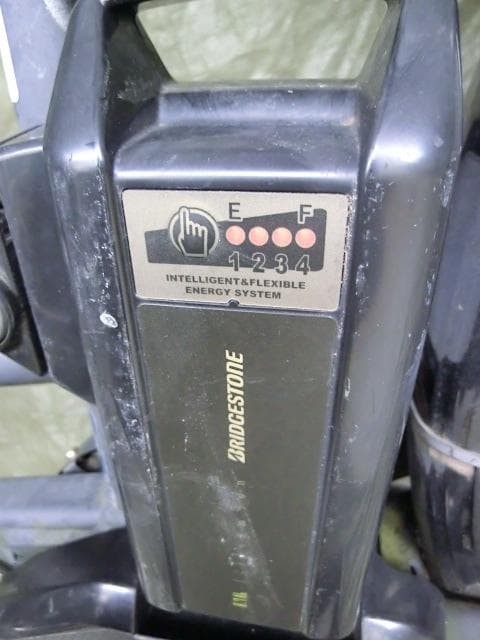 E F
1 2 3 4
INTELLIGENT&FLEXIBLE
ENERGY SYSTEM
BRIDGESTONE